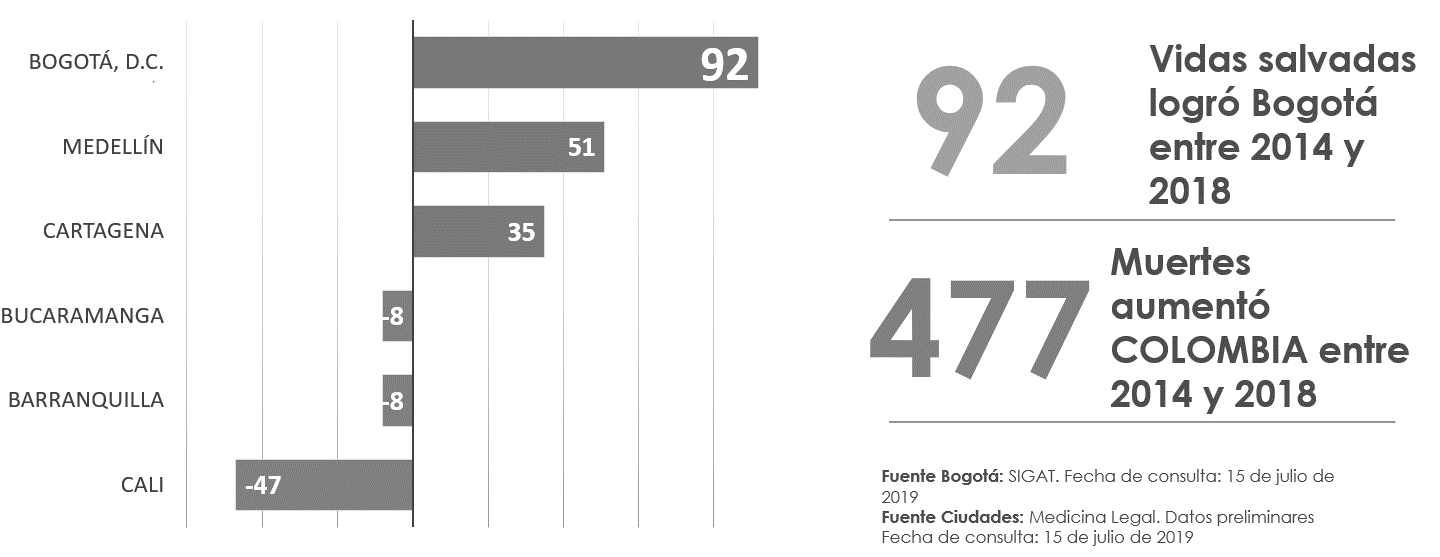 BOGOTÁ, D.C.
92
MEDELLÍN
51
CARTAGENA
35
BUCARAMANGA
-8
BARRANQUILLA
-8
CALI
-47
92
Vidas salvadas
logró Bogotá
entre 2014 y
2018
477
Muertes
aumentó
COLOMBIA entre
2014 y 2018
Fuente Bogotá: SIGAT. Fecha de consulta: 15 de julio de
2019
Fuente Ciudades: Medicina Legal. Datos preliminares
Fecha de consulta: 15 de julio de 2019